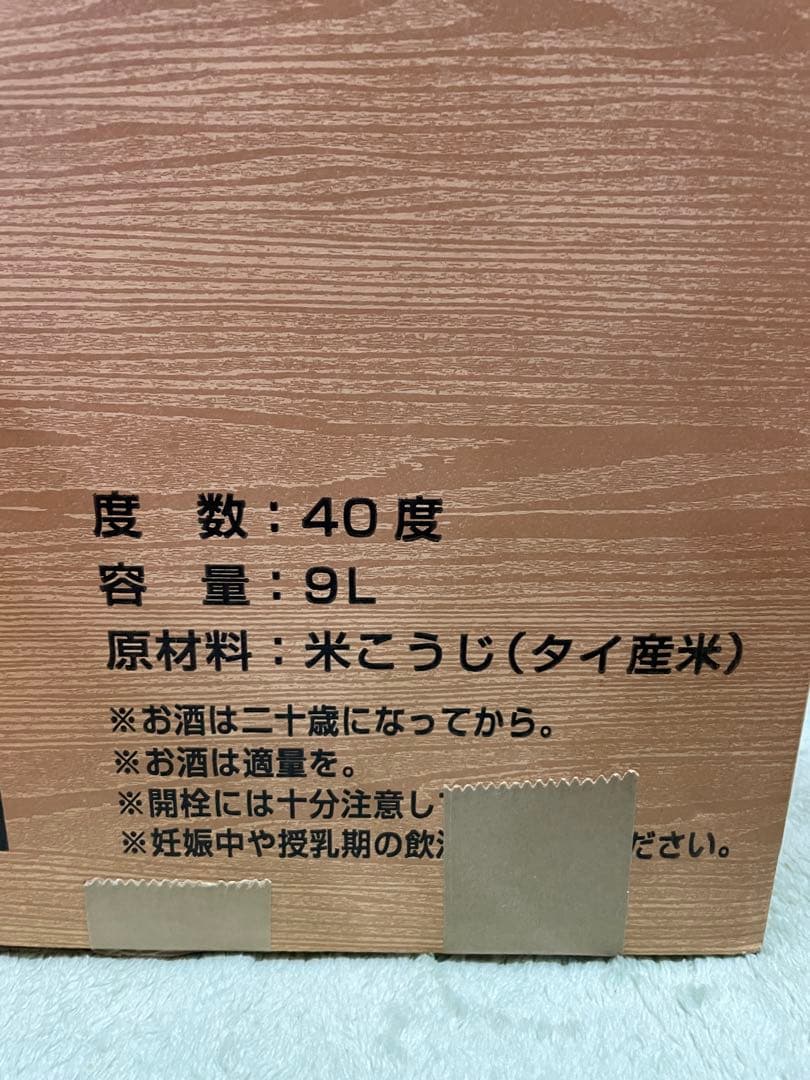 度　数：40度
容　量：9L
原材料：米こうじ（タイ産米）
※お酒は二十歳になってから。
※お酒は適量を。
※開栓には十分注意し
※妊娠中や授乳期の飲 ださい。